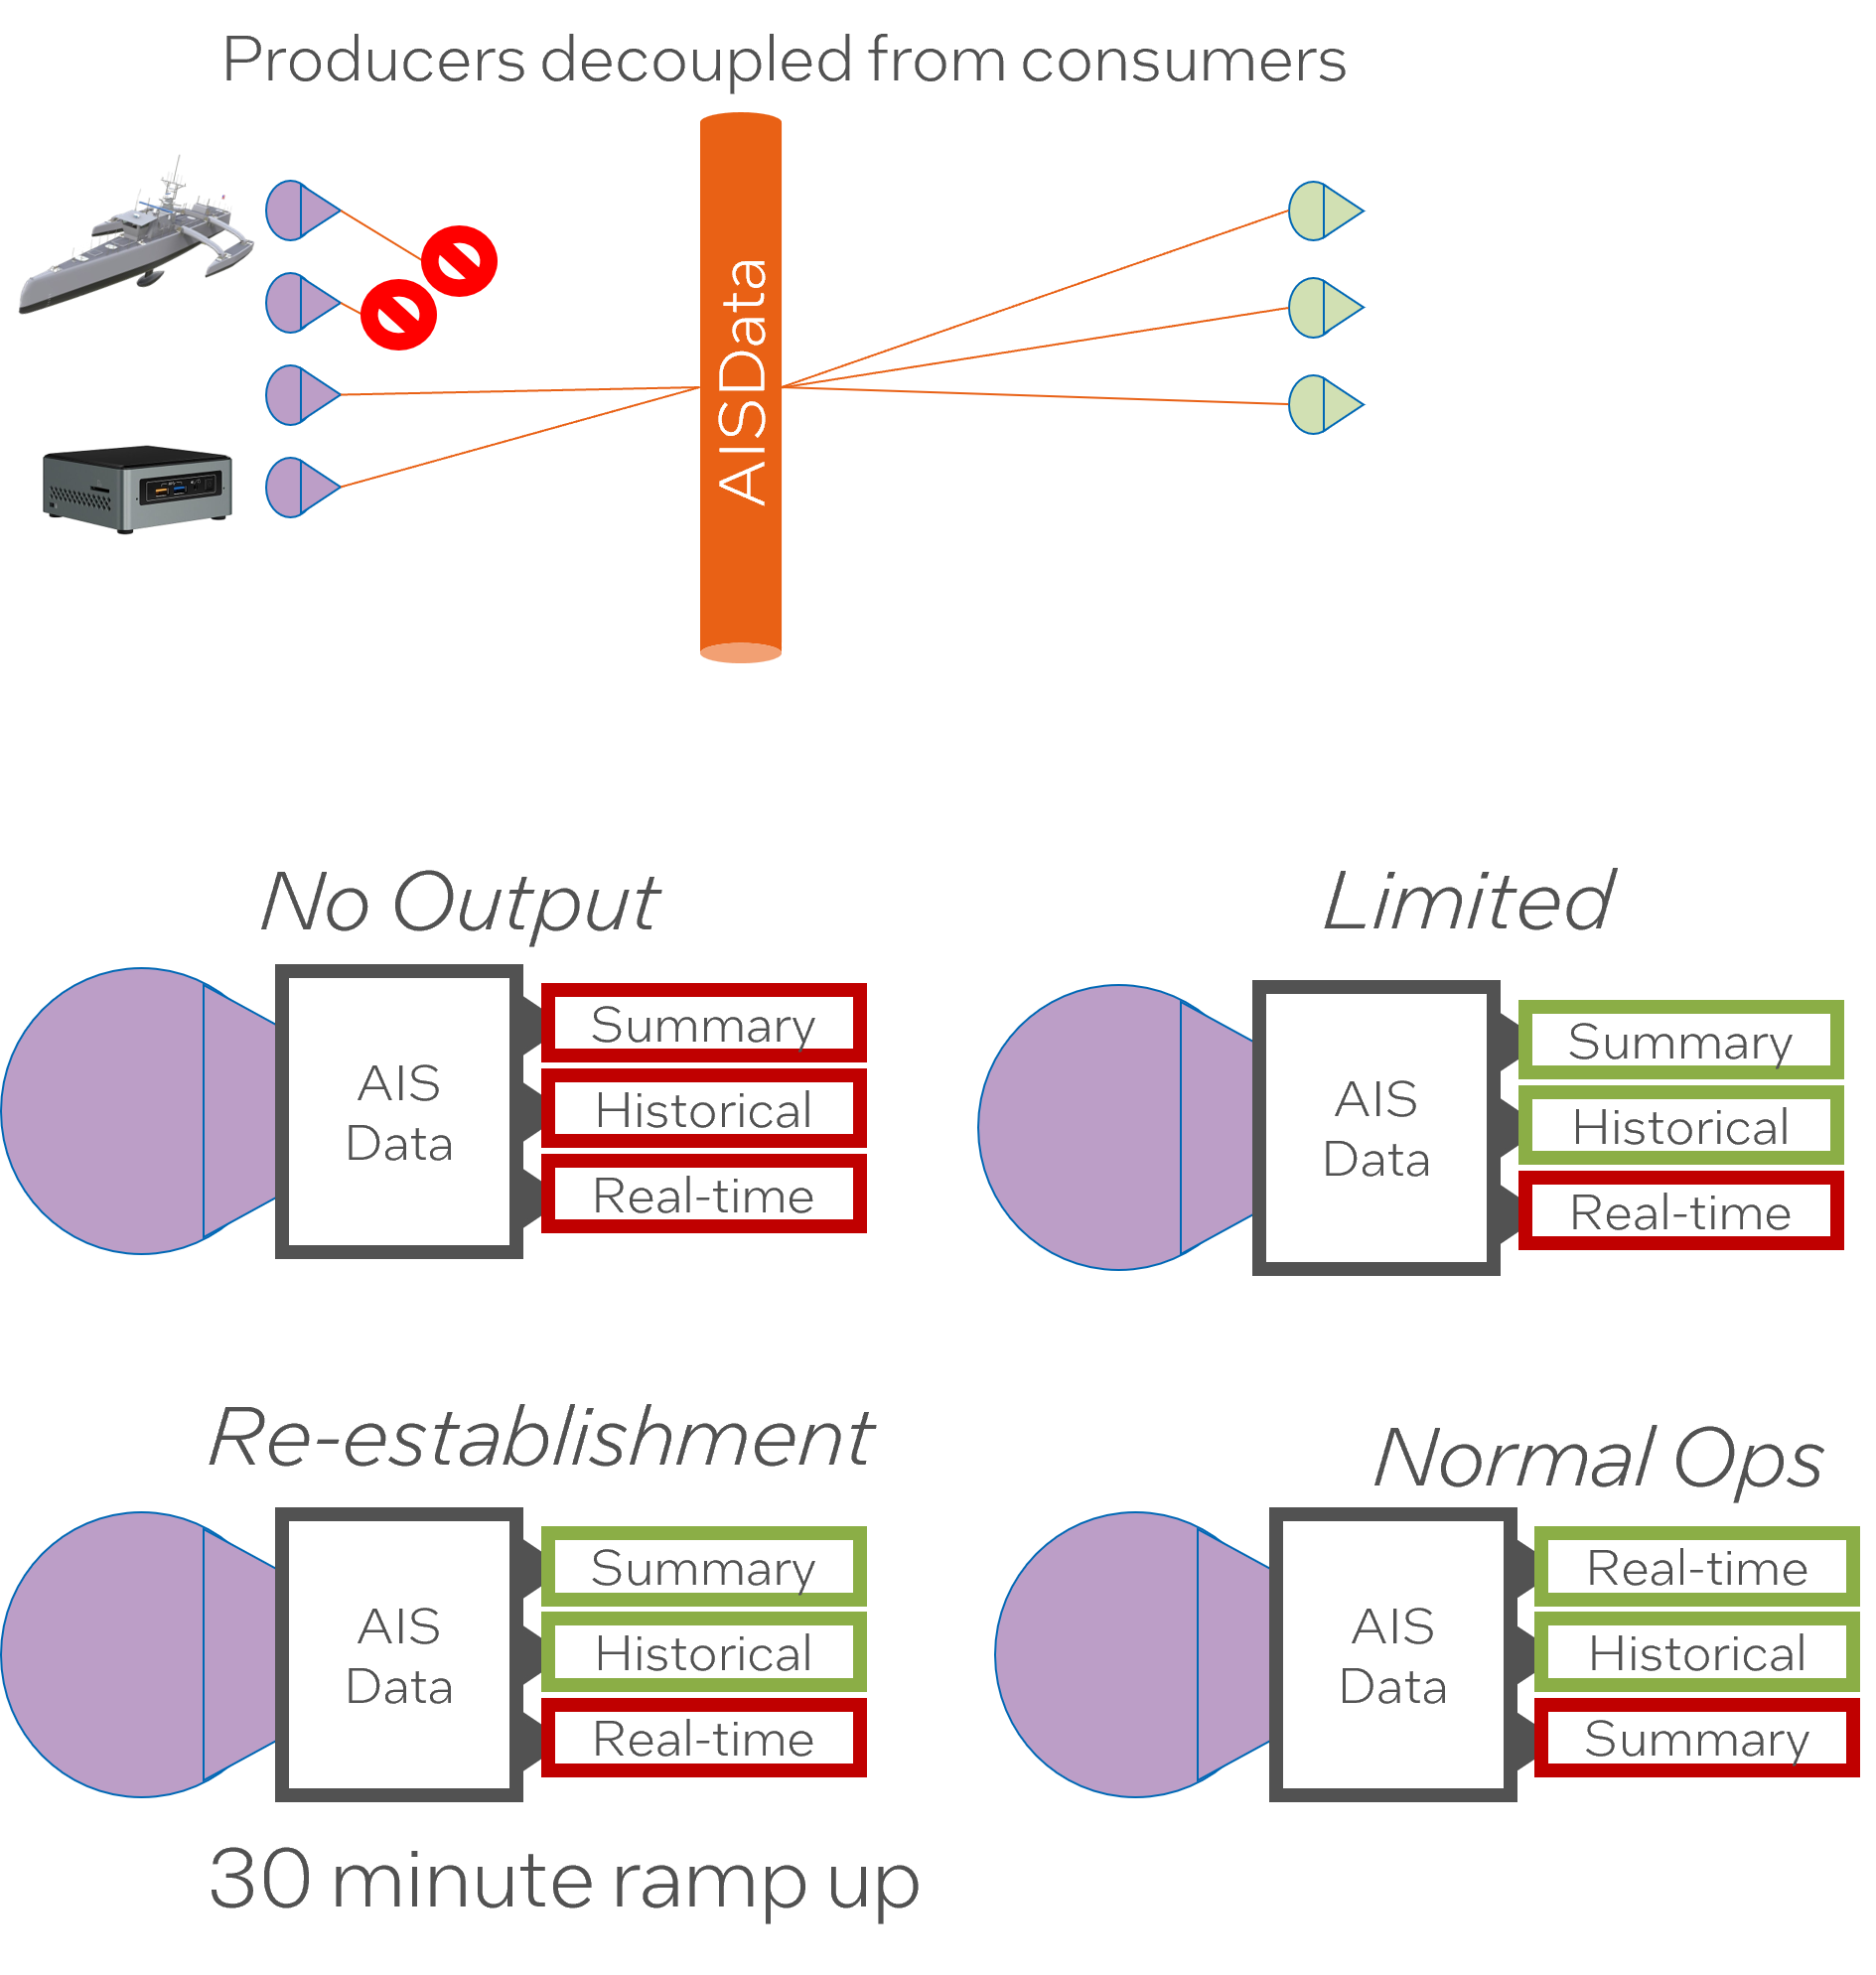 Producers decoupled from consumers
AISData
No Output
AIS
Data
Summary
Historical
Real-time
Limited
AIS
Data
Summary
Historical
Real-time
Re-establishment
AIS
Data
Summary
Historical
Real-time
30 minute ramp up
Normal Ops
AIS
Data
Real-time
Historical
Summary